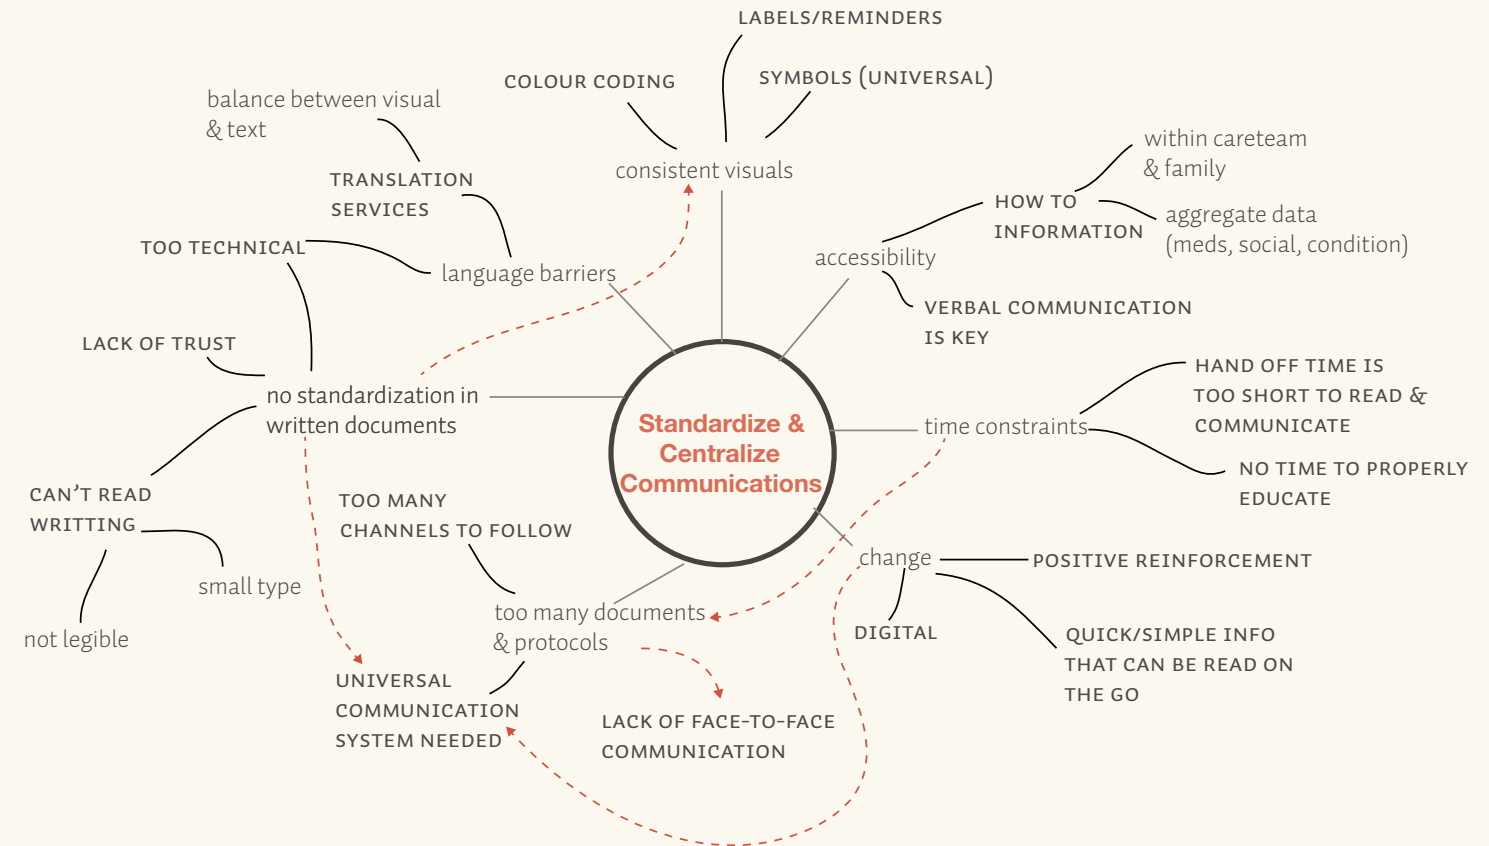 LABELS/REMINDERS
COLOUR CODING
SYMBOLS (UNIVERSAL)
consistent visuals
balance between visual
& text
TRANSLATION
SERVICES
TOO TECHNICAL
language barriers
within careteam
& family
HOW TO
INFORMATION
aggregate data
(meds, social, condition)
accessibility
VERBAL COMMUNICATION
IS KEY
LACK OF TRUST
no standardization in
written documents
CAN'T READ
WRITTING
small type
not legible
Standardize &
Centralize
Communications
time constraints
HAND OFF TIME IS
TOO SHORT TO READ &
COMMUNICATE
NO TIME TO PROPERLY
EDUCATE
change
POSITIVE REINFORCEMENT
DIGITAL
QUICK/SIMPLE INFO
THAT CAN BE READ ON
THE GO
TOO MANY
CHANNELS TO FOLLOW
too many documents
& protocols
UNIVERSAL
COMMUNICATION
SYSTEM NEEDED
LACK OF FACE-TO-FACE
COMMUNICATION